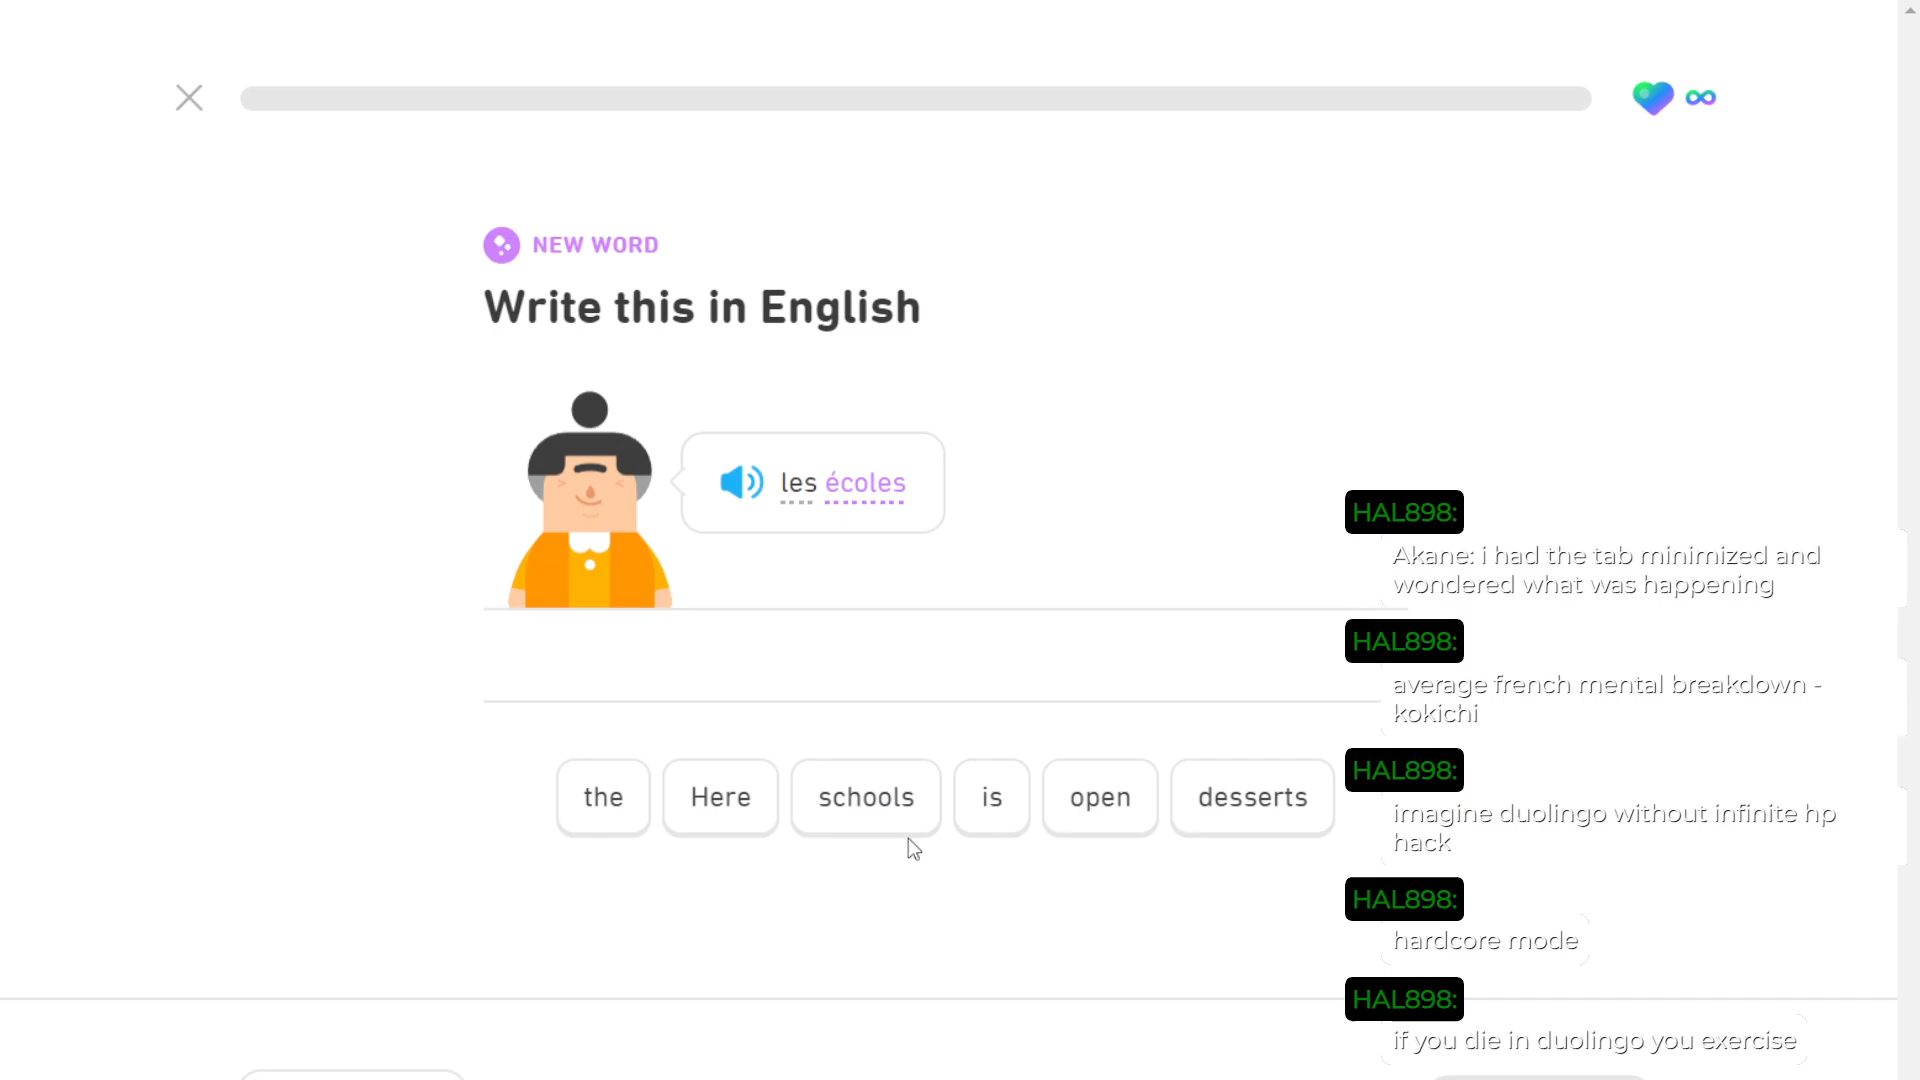 NEW WORD
Write this in English
les écoles
the Here schools is open desserts
HAL898:
Akane: i had the tab minimized and
wondered what was happening
HAL898:
average french mental breakdown -
kokichi
HAL898:
imagine duolingo without infinite hp
hack
HAL898:
hardcore mode
HAL898:
if you die in duolingo you exercise